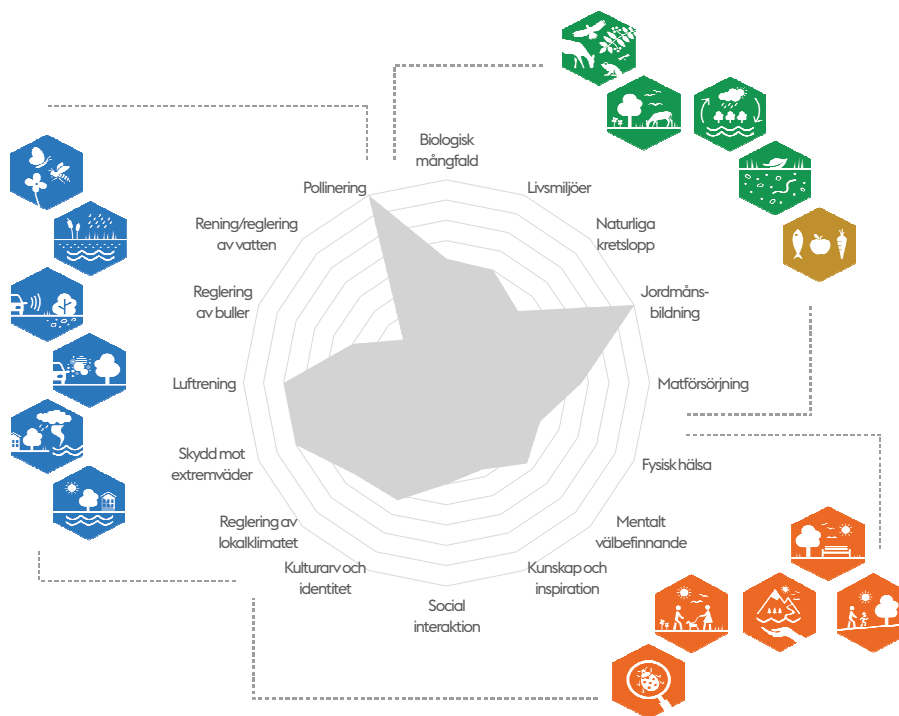 Biologisk
mångfald
Livsmiljöer
Naturliga
kretslopp
Jordmåns-
bildning
Matförsörjning
Fysisk hälsa
Mentalt
välbefinnande
Kunskap och
inspiration
Social
interaktion
Kulturarv och
identitet
Reglering av
lokalklimatet
Skydd mot
extremväder
Luftrening
Reglering
av buller
Rening/reglering
av vatten
Pollinering